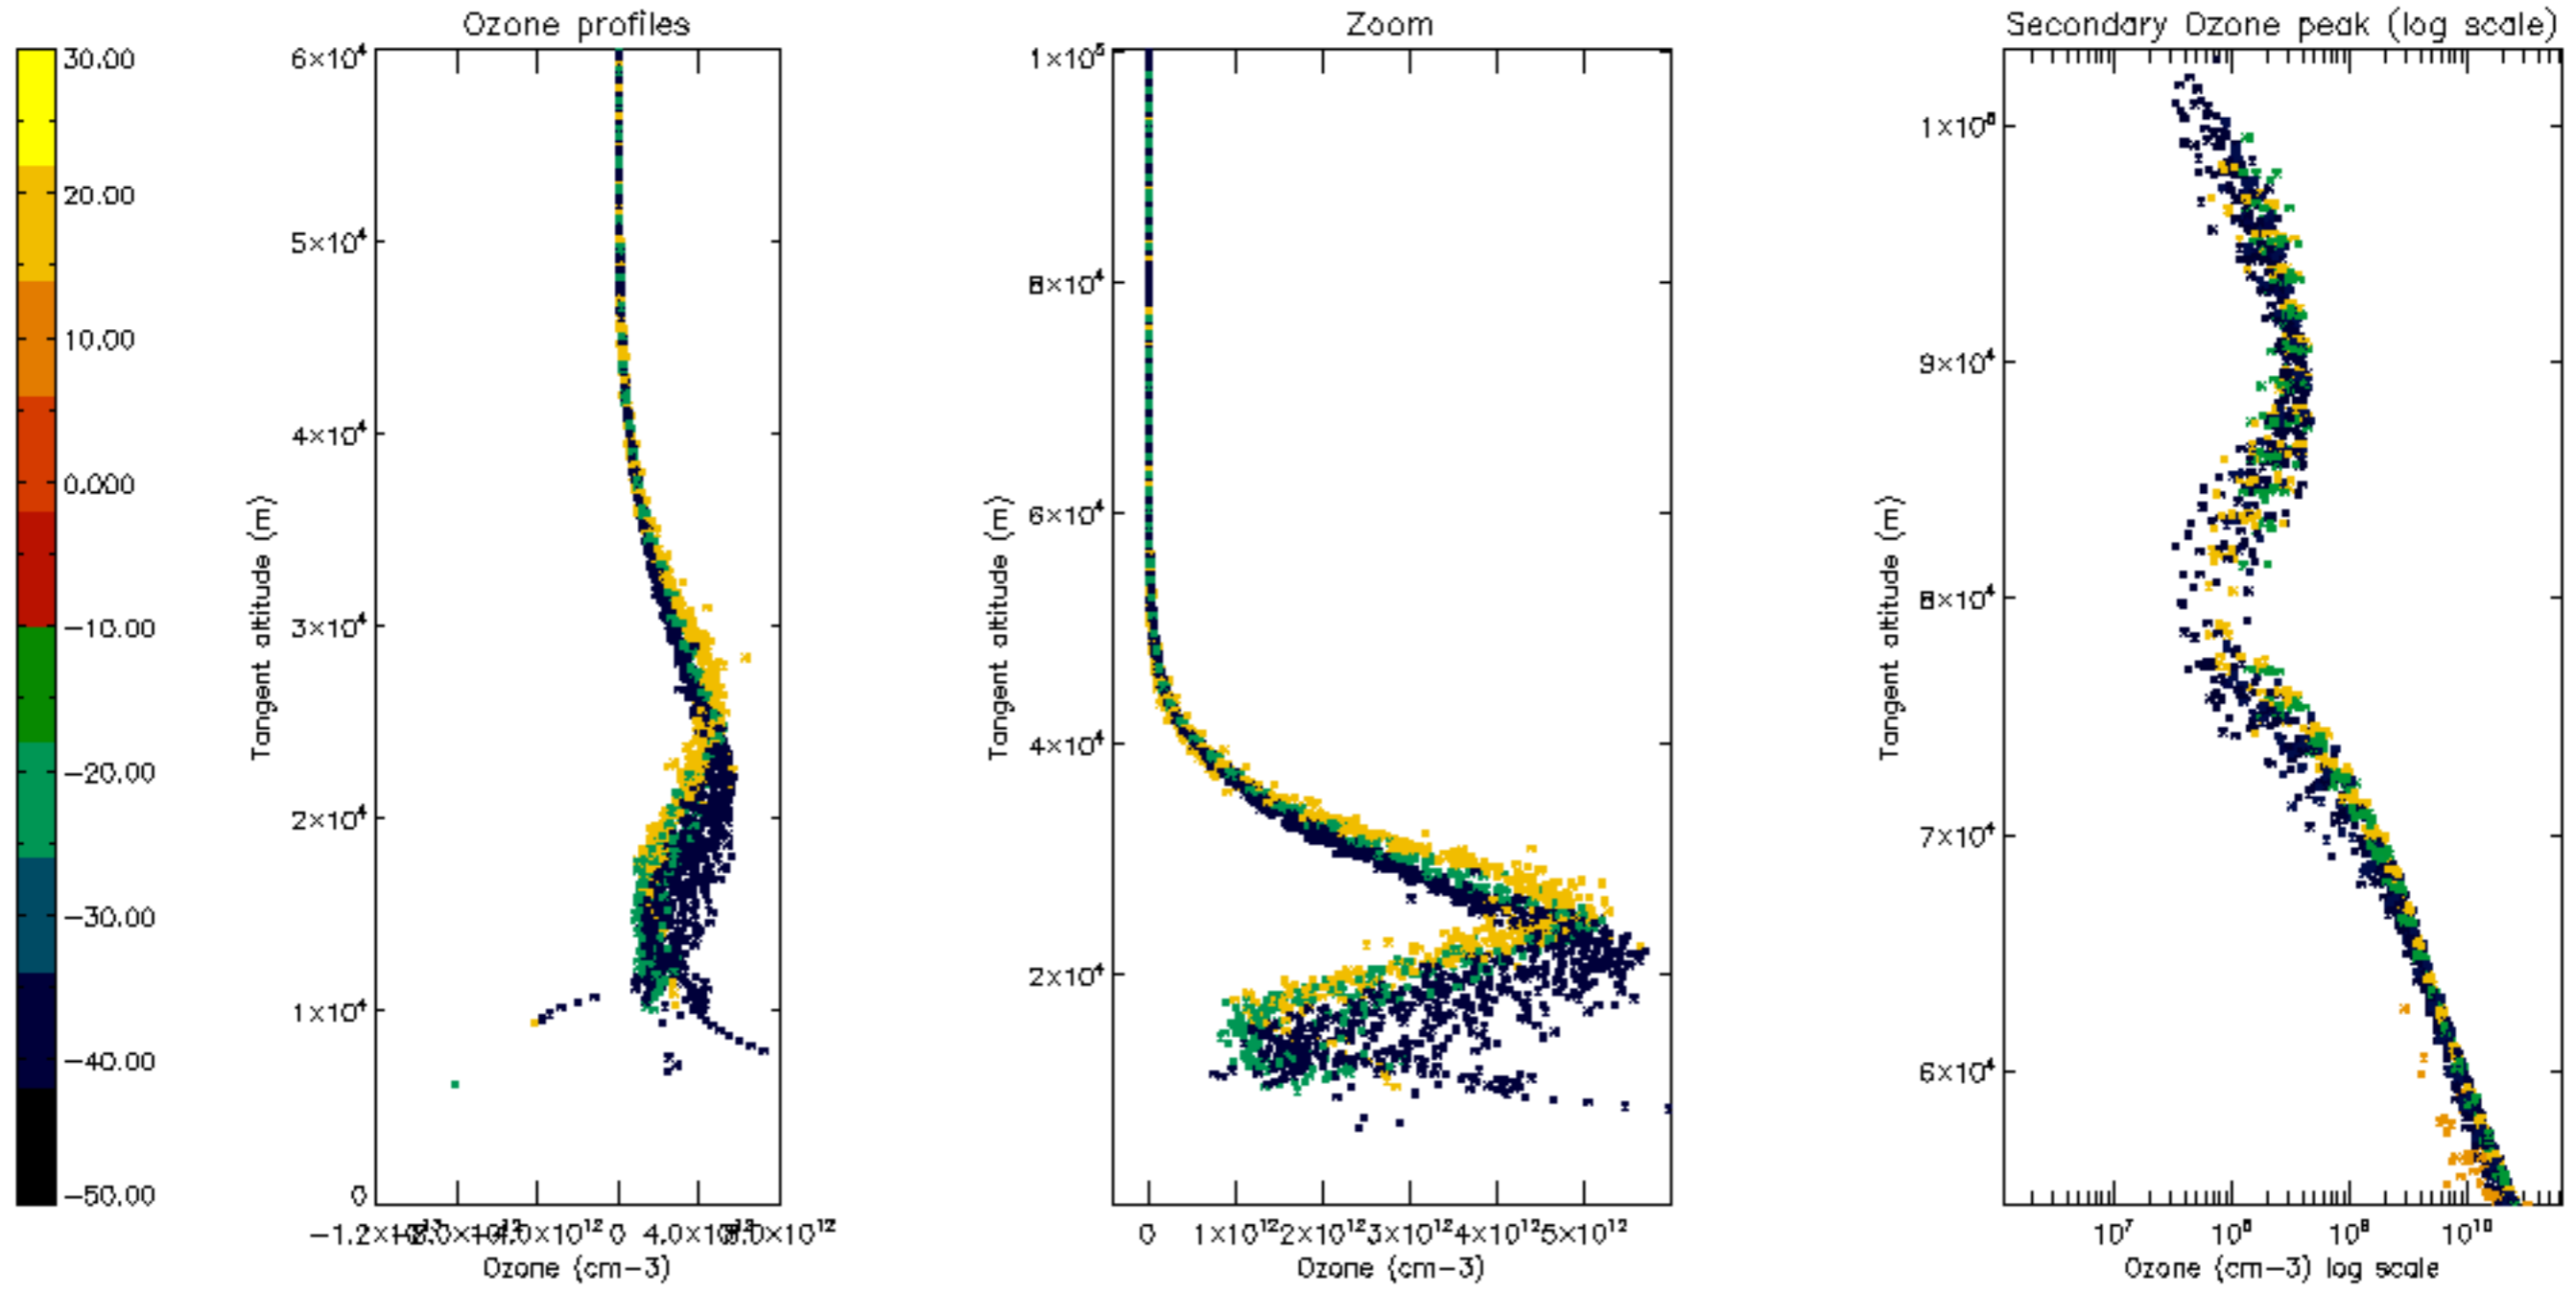 Ozone profiles
Zoom
Secondary Ozone peak (log scale)
30.00
20.00
10.00
0.000
−10.00
−20.00
−30.00
−40.00
−50.00
Tangent altitude (m)
6×10⁴
5×10⁴
4×10⁴
3×10⁴
2×10⁴
1×10⁴
0
0
Ozone (cm−3)
Tangent altitude (m)
1×10⁵
8×10⁴
6×10⁴
4×10⁴
2×10⁴
0 1×10¹² 2×10¹² 3×10¹² 4×10¹² 5×10¹²
Ozone (cm−3)
Tangent altitude (m)
1×10⁵
9×10⁴
8×10⁴
7×10⁴
6×10⁴
10⁷ 10⁸ 10⁹ 10¹⁰
Ozone (cm−3) log scale